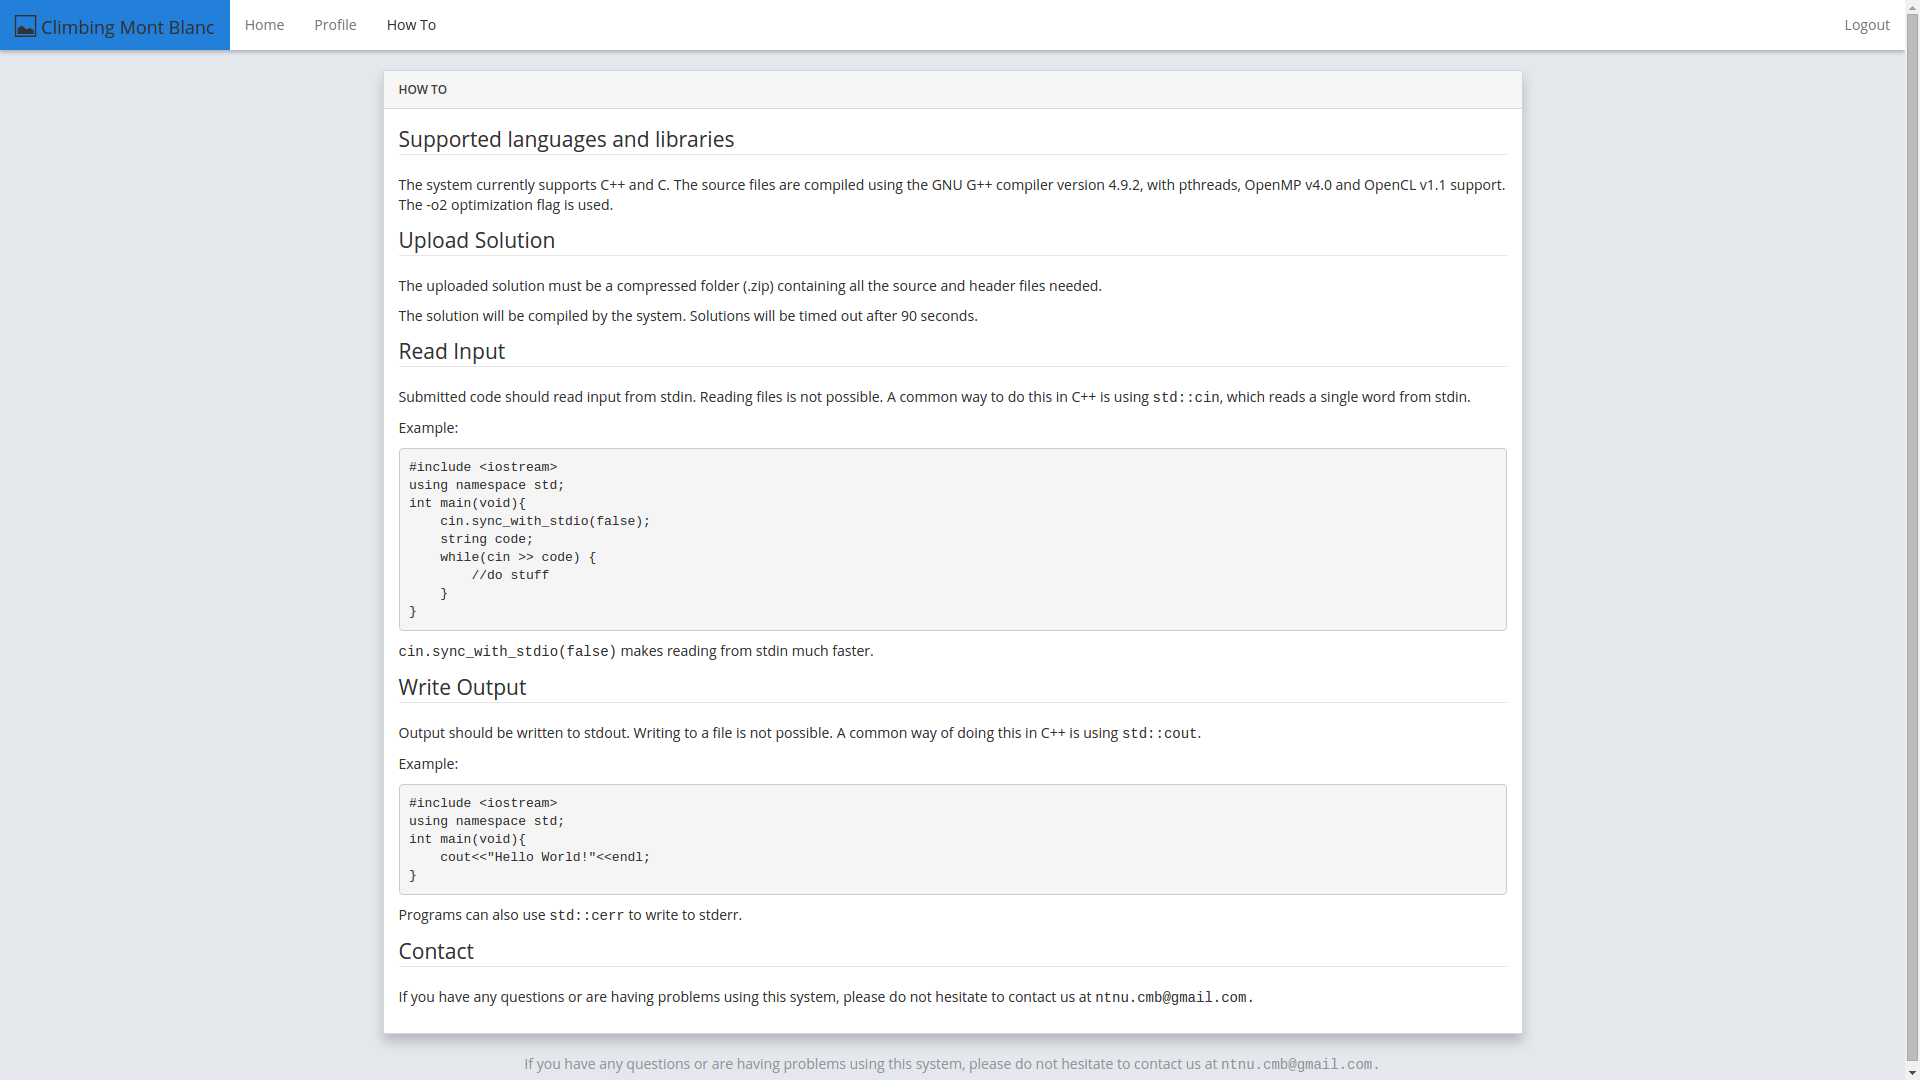 Climbing Mont Blanc Home Profile How To Logout
HOW TO
Supported languages and libraries
The system currently supports C++ and C. The source files are compiled using the GNU G++ compiler version 4.9.2, with pthreads, OpenMP v4.0 and OpenCL v1.1 support.
The -o2 optimization flag is used.
Upload Solution
The uploaded solution must be a compressed folder (.zip) containing all the source and header files needed.
The solution will be compiled by the system. Solutions will be timed out after 90 seconds.
Read Input
Submitted code should read input from stdin. Reading files is not possible. A common way to do this in C++ is using std::cin, which reads a single word from stdin.
Example:
#include <iostream>
using namespace std;
int main(void){
    cin.sync_with_stdio(false);
    string code;
    while(cin >> code) {
        //do stuff
    }
}
cin.sync_with_stdio(false) makes reading from stdin much faster.
Write Output
Output should be written to stdout. Writing to a file is not possible. A common way of doing this in C++ is using std::cout.
Example:
#include <iostream>
using namespace std;
int main(void){
    cout<<"Hello World!"<<endl;
}
Programs can also use std::cerr to write to stderr.
Contact
If you have any questions or are having problems using this system, please do not hesitate to contact us at ntnu.cmb@gmail.com.
If you have any questions or are having problems using this system, please do not hesitate to contact us at ntnu.cmb@gmail.com.